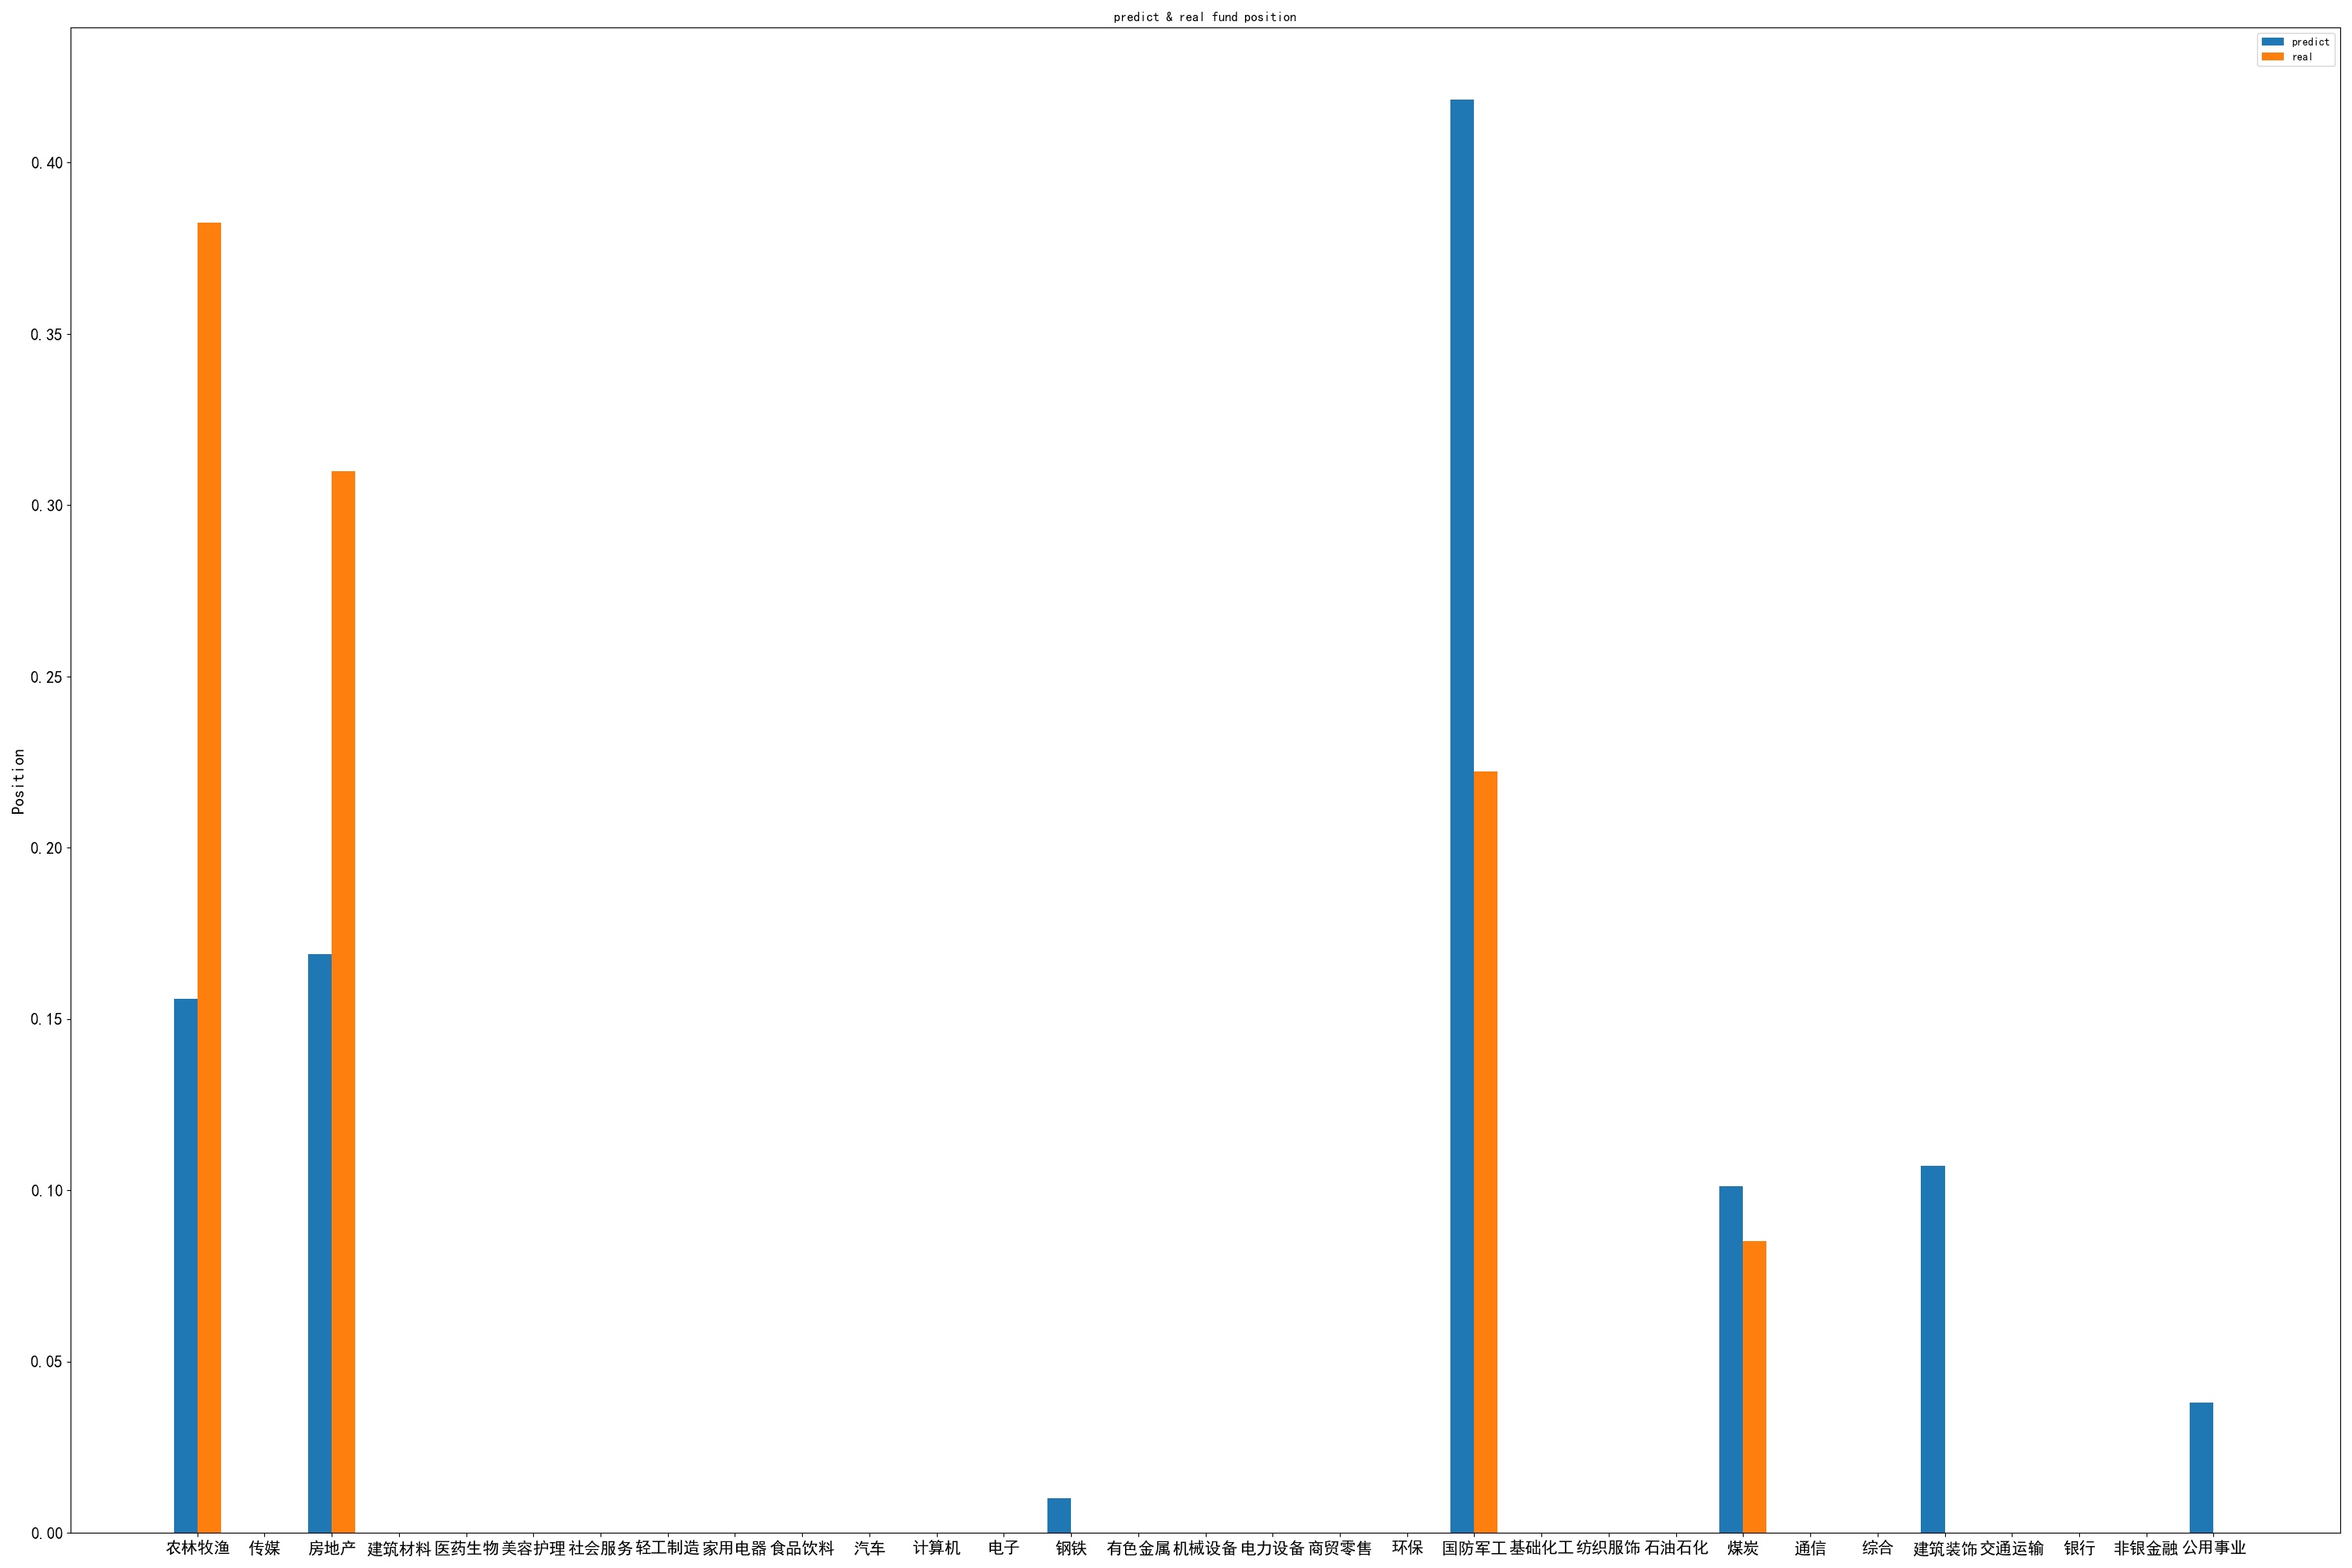 predict & real fund position
predict
real
0.40
0.35
0.30
0.25
0.20
0.15
0.10
0.05
0.00
Position
农林牧渔 传媒 房地产 建筑材料 医药生物 美容护理 社会服务 轻工制造 家用电器 食品饮料 汽车 计算机 电子 钢铁 有色金属 机械设备 电力设备 商贸零售 环保 国防军工 基础化工 纺织服饰 石油石化 煤炭 通信 综合 建筑装饰 交通运输 银行 非银金融 公用事业